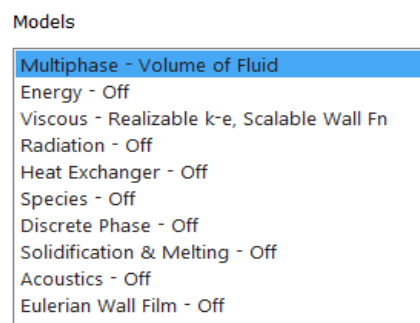 Models
Multiphase - Volume of Fluid
Energy - Off
Viscous - Realizable k-e, Scalable Wall Fn
Radiation - Off
Heat Exchanger - Off
Species - Off
Discrete Phase - Off
Solidification & Melting - Off
Acoustics - Off
Eulerian Wall Film - Off